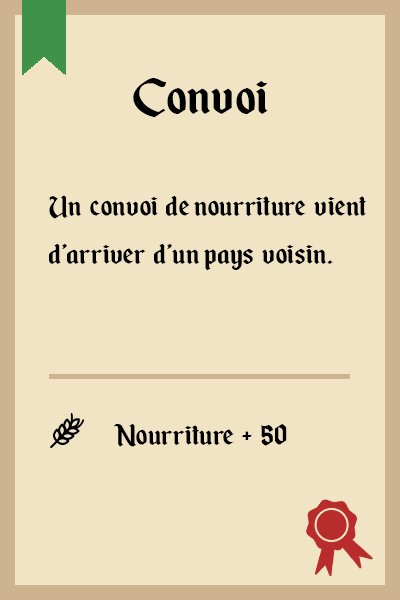 Convoi
Un convoi de nourriture vient
d'arriver d'un pays voisin.
Nourriture + 50